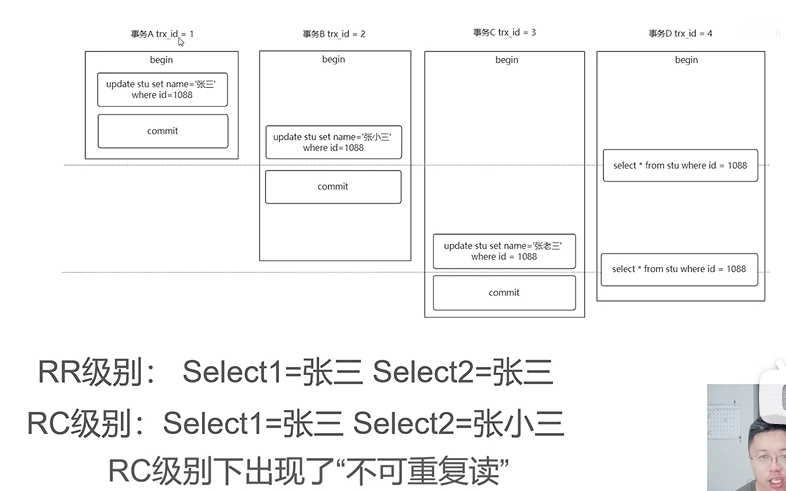 事务A trx_id = 1
事务B trx_id = 2
事务C trx_id = 3
事务D trx_id = 4
begin
begin
begin
begin
update stu set name='张三'
where id=1088
commit
update stu set name='张小三'
where id=1088
select * from stu where id = 1088
commit
update stu set name='张老三'
where id = 1088
select * from stu where id = 1088
commit
RR级别： Select1=张三 Select2=张三
RC级别：Select1=张三 Select2=张小三
RC级别下出现了“不可重复读”